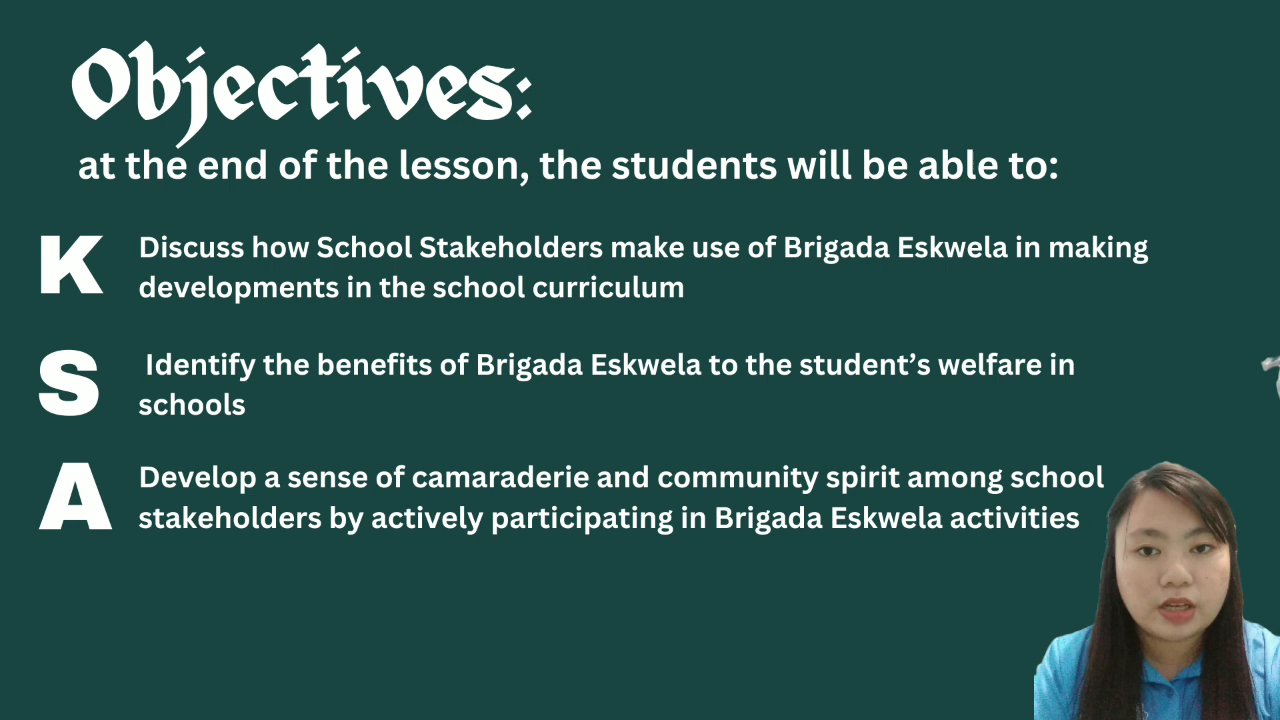 Objectives:
at the end of the lesson, the students will be able to:
K
Discuss how School Stakeholders make use of Brigada Eskwela in making
developments in the school curriculum
S
Identify the benefits of Brigada Eskwela to the student’s welfare in
schools
A
Develop a sense of camaraderie and community spirit among school
stakeholders by actively participating in Brigada Eskwela activities